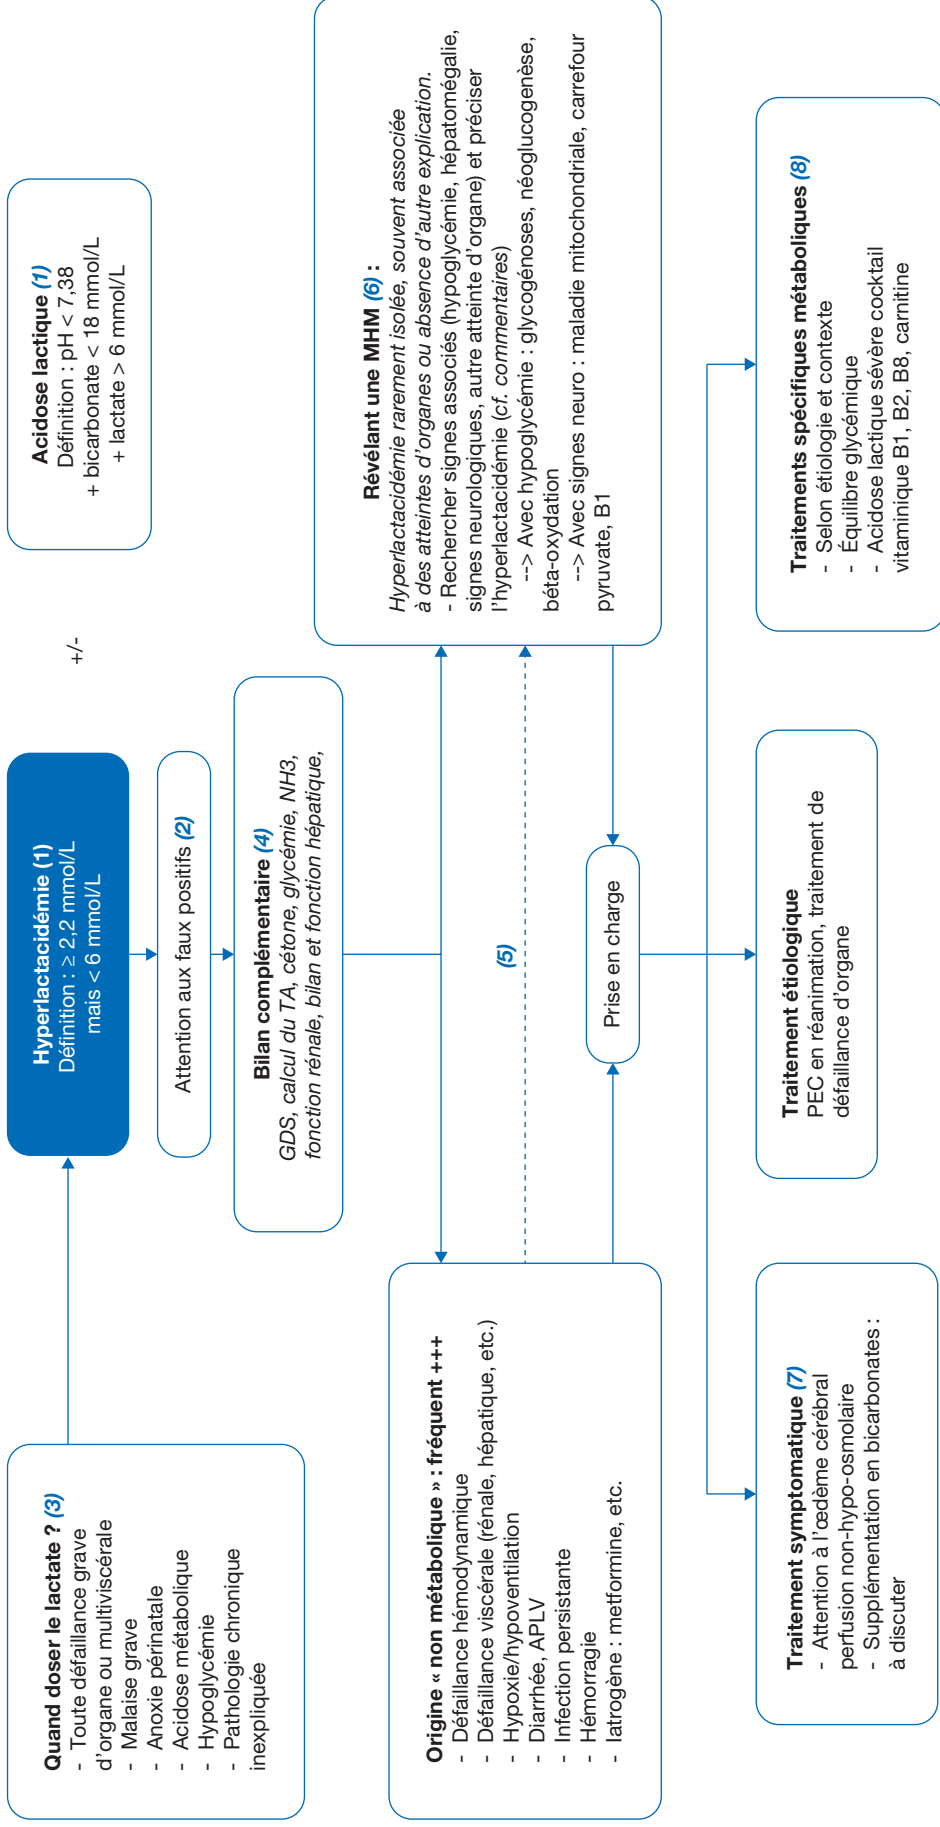 Quand doser le lactate ? (3)
- Toute défaillance grave
d'organe ou multiviscérale
- Malaise grave
- Anoxie périnatale
- Acidose métabolique
- Hypoglycémie
- Pathologie chronique
inexpliquée
Hyperlactacidémie (1)
Définition : ≥ 2,2 mmol/L
mais < 6 mmol/L
+/-
Acidose lactique (1)
Définition : pH < 7,38
+ bicarbonate < 18 mmol/L
+ lactate > 6 mmol/L
Attention aux faux positifs (2)
Bilan complémentaire (4)
GDS, calcul du TA, cétone, glycémie, NH3,
fonction rénale, bilan et fonction hépatique,
Origine « non métabolique » : fréquent +++
- Défaillance hémodynamique
- Défaillance viscérale (rénale, hépatique, etc.)
- Hypoxie/hypoventilation
- Diarrhée, APLV
- Infection persistante
- Hémorragie
- Iatrogène : metformine, etc.
(5)
Révélant une MHM (6) :
Hyperlactacidémie rarement isolée, souvent associée
à des atteintes d'organes ou absence d'autre explication.
- Rechercher signes associés (hypoglycémie, hépatomégalie,
signes neurologiques, autre atteinte d'organe) et préciser
l'hyperlactacidémie (cf. commentaires)
--> Avec hypoglycémie : glycogénoses, néoglucogenèse,
béta-oxydation
--> Avec signes neuro : maladie mitochondriale, carrefour
pyruvate, B1
Prise en charge
Traitement symptomatique (7)
- Attention à l'œdème cérébral
perfusion non-hypo-osmolaire
- Supplémentation en bicarbonates :
à discuter
Traitement étiologique
PEC en réanimation, traitement de
défaillance d'organe
Traitements spécifiques métaboliques (8)
- Selon étiologie et contexte
- Équilibre glycémique
- Acidose lactique sévère cocktail
vitaminique B1, B2, B8, carnitine